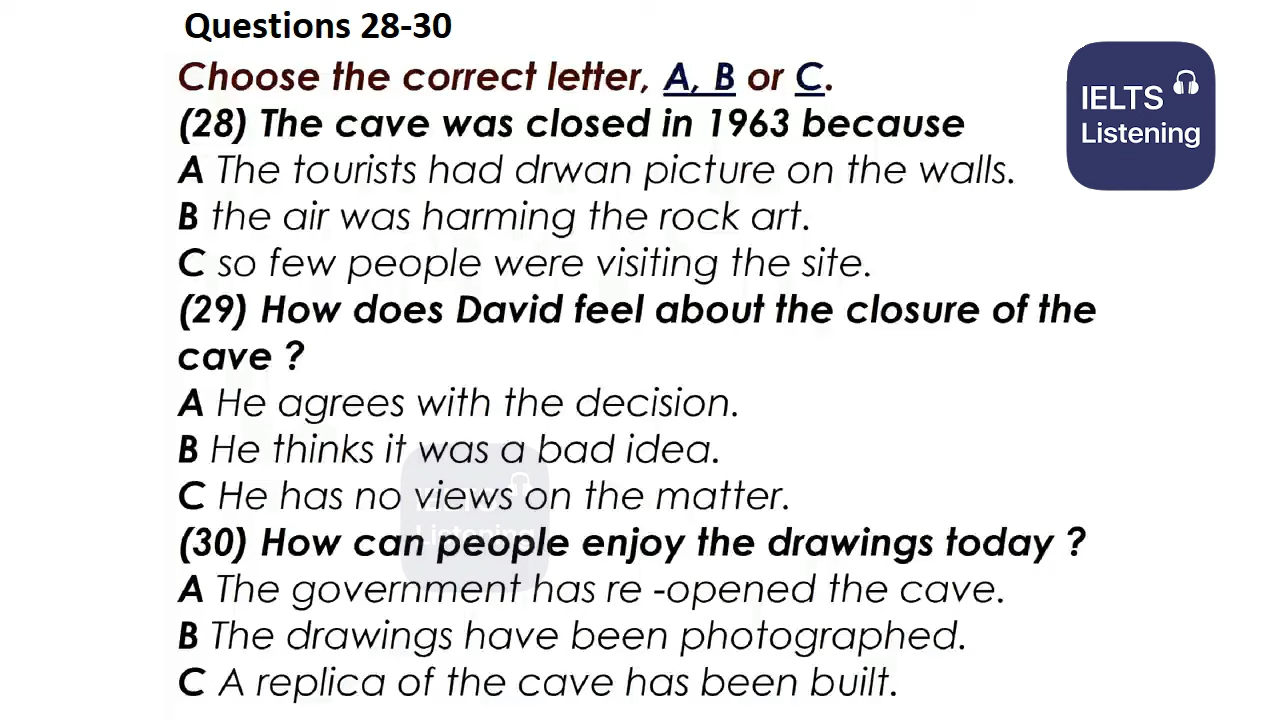 Questions 28-30
Choose the correct letter, A, B or C.
IELTS
Listening
(28) The cave was closed in 1963 because
A The tourists had drwan picture on the walls.
B the air was harming the rock art.
C so few people were visiting the site.
(29) How does David feel about the closure of the
cave ?
A He agrees with the decision.
B He thinks it was a bad idea.
C He has no views on the matter.
IELTS
Listening
(30) How can people enjoy the drawings today ?
A The government has re -opened the cave.
B The drawings have been photographed.
C A replica of the cave has been built.